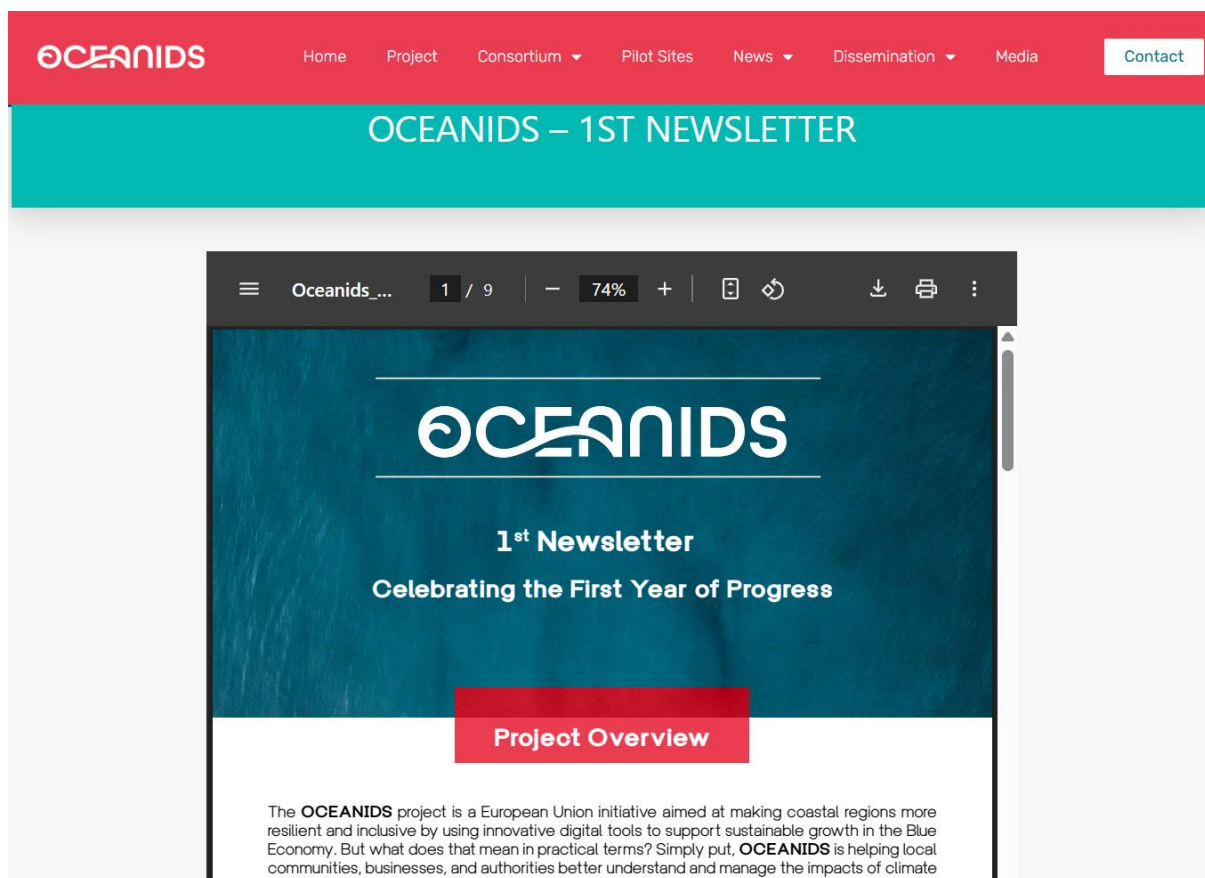 OCEANIDS
Home Project Consortium Pilot Sites News Dissemination Media Contact
OCEANIDS – 1ST NEWSLETTER
Oceanids_... 1 / 9 74%
OCEANIDS
1st Newsletter
Celebrating the First Year of Progress
Project Overview
The OCEANIDS project is a European Union initiative aimed at making coastal regions more
resilient and inclusive by using innovative digital tools to support sustainable growth in the Blue
Economy. But what does that mean in practical terms? Simply put, OCEANIDS is helping local
communities, businesses, and authorities better understand and manage the impacts of climate